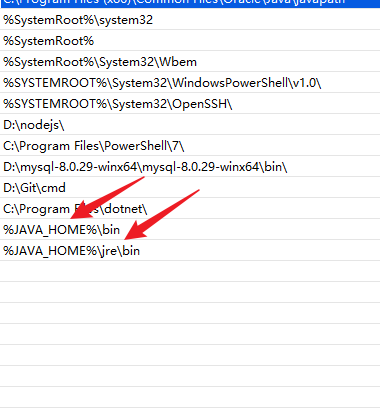 C:\Program Files (x86)\Common Files\Oracle\Java\javapath
%SystemRoot%\system32
%SystemRoot%
%SystemRoot%\System32\Wbem
%SYSTEMROOT%\System32\WindowsPowerShell\v1.0\
%SYSTEMROOT%\System32\OpenSSH\
D:\nodejs\
C:\Program Files\PowerShell\7\
D:\mysql-8.0.29-winx64\mysql-8.0.29-winx64\bin\
D:\Git\cmd
C:\Program Files\dotnet\
%JAVA_HOME%\bin
%JAVA_HOME%\jre\bin